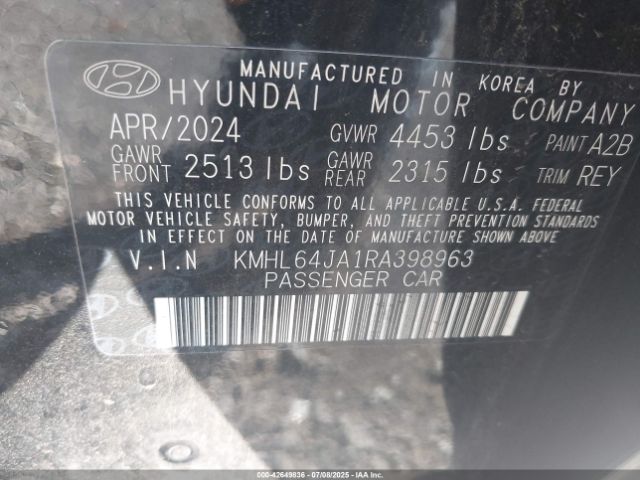 MANUFACTURED IN KOREA BY
HYUNDAI MOTOR COMPANY
APR/2024 GVWR 4453 lbs PAINT A2B
GAWR FRONT 2513 lbs GAWR REAR 2315 lbs TRIM REY
THIS VEHICLE CONFORMS TO ALL APPLICABLE U.S.A. FEDERAL
MOTOR VEHICLE SAFETY, BUMPER, AND THEFT PREVENTION STANDARDS
IN EFFECT ON THE DATE OF MANUFACTURE SHOWN ABOVE
V.I.N KMHL64JA1RA398963
PASSENGER CAR
000-42649836 - 07/08/2025 - IAAI.COM